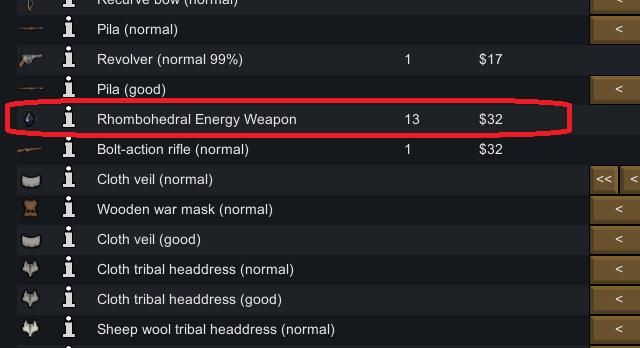 Recurve bow (normal)
Pila (normal) <
Revolver (normal 99%) 1 $17
Pila (good) <
Rhombohedral Energy Weapon 13 $32
Bolt-action rifle (normal) 1 $32
Cloth veil (normal) << <
Wooden war mask (normal) <
Cloth veil (good) <
Cloth tribal headdress (normal) <
Cloth tribal headdress (good) <
Sheep wool tribal headdress (normal) <